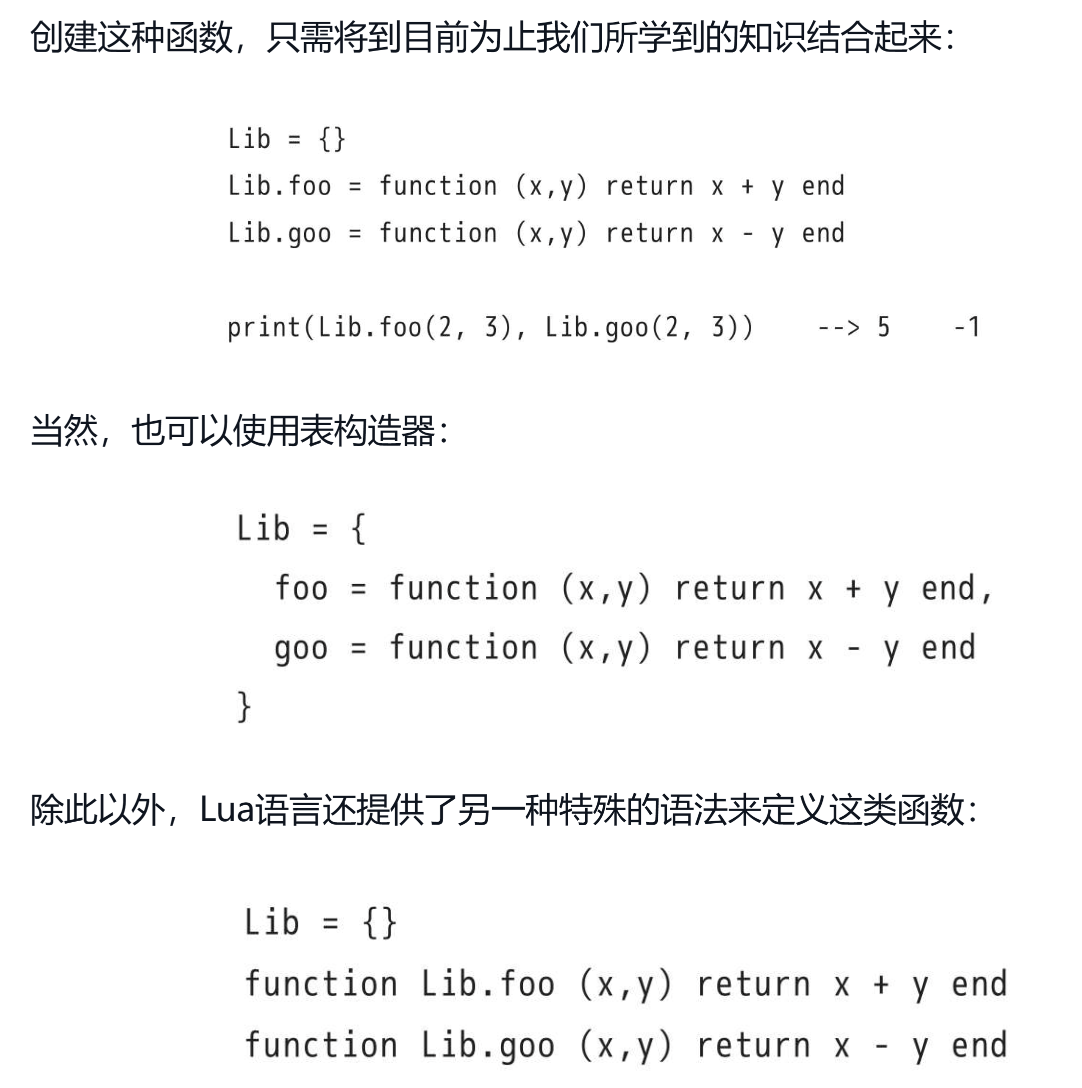 创建这种函数，只需将到目前为止我们所学到的知识结合起来：
Lib = {}
Lib.foo = function (x,y) return x + y end
Lib.goo = function (x,y) return x - y end
print(Lib.foo(2, 3), Lib.goo(2, 3))    --> 5    -1
当然，也可以使用表构造器：
Lib = {
  foo = function (x,y) return x + y end,
  goo = function (x,y) return x - y end
}
除此以外，Lua语言还提供了另一种特殊的语法来定义这类函数：
Lib = {}
function Lib.foo (x,y) return x + y end
function Lib.goo (x,y) return x - y end